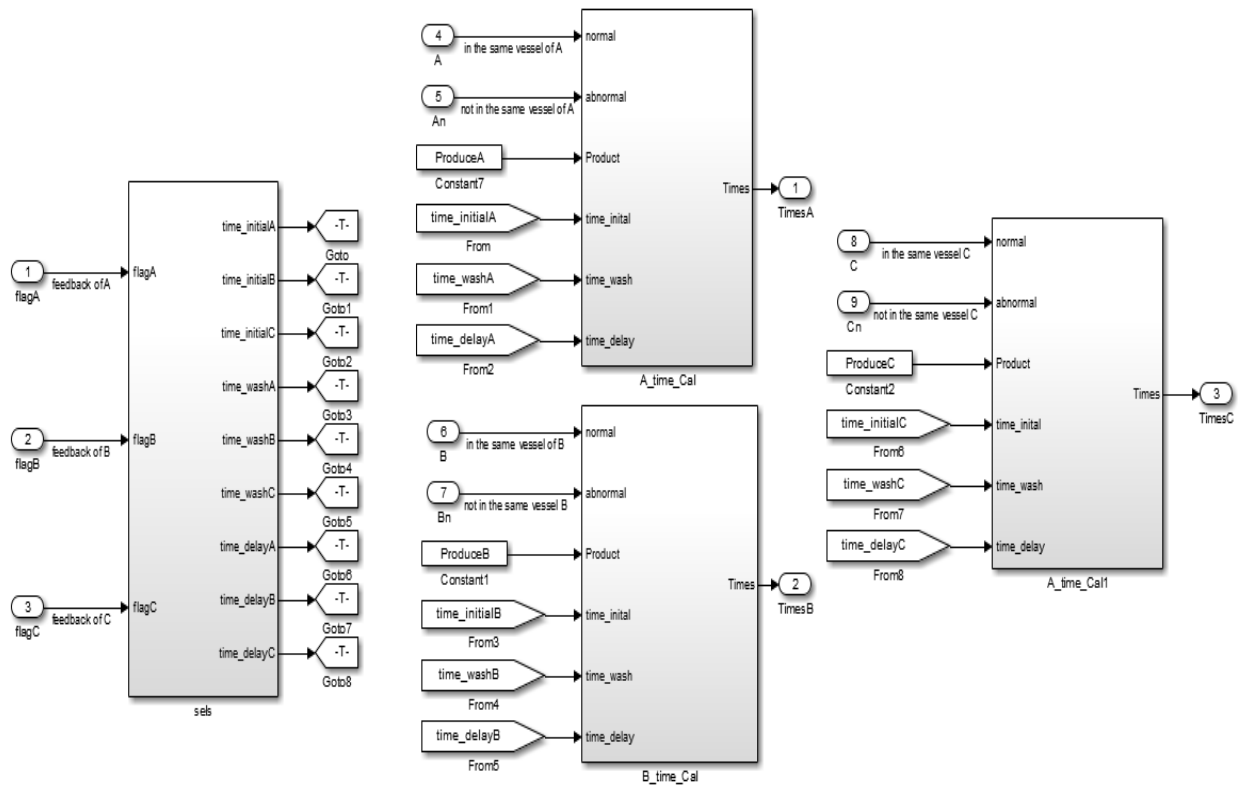 1
flagA
feedback of A
2
flagB
feedback of B
3
flagC
feedback of C
flagA
flagB
flagC
time_initialA
time_initialB
time_initialC
time_washA
time_washB
time_washC
time_delayA
time_delayB
time_delayC
sels
-T-
Goto
-T-
Goto1
-T-
Goto2
-T-
Goto3
-T-
Goto4
-T-
Goto5
-T-
Goto6
-T-
Goto7
-T-
Goto8
4
A
in the same vessel of A
5
An
not in the same vessel of A
ProduceA
Constant7
time_initialA
From
time_washA
From1
time_delayA
From2
normal
abnormal
Product
time_inital
time_wash
time_delay
Times
A_time_Cal
1
TimesA
6
B
in the same vessel of B
7
Bn
not in the same vessel B
ProduceB
Constant1
time_initialB
From3
time_washB
From4
time_delayB
From5
normal
abnormal
Product
time_inital
time_wash
time_delay
Times
B_time_Cal
2
TimesB
8
C
in the same vessel C
9
Cn
not in the same vessel C
ProduceC
Constant2
time_initialC
From6
time_washC
From7
time_delayC
From8
normal
abnormal
Product
time_inital
time_wash
time_delay
Times
A_time_Cal1
3
TimesC